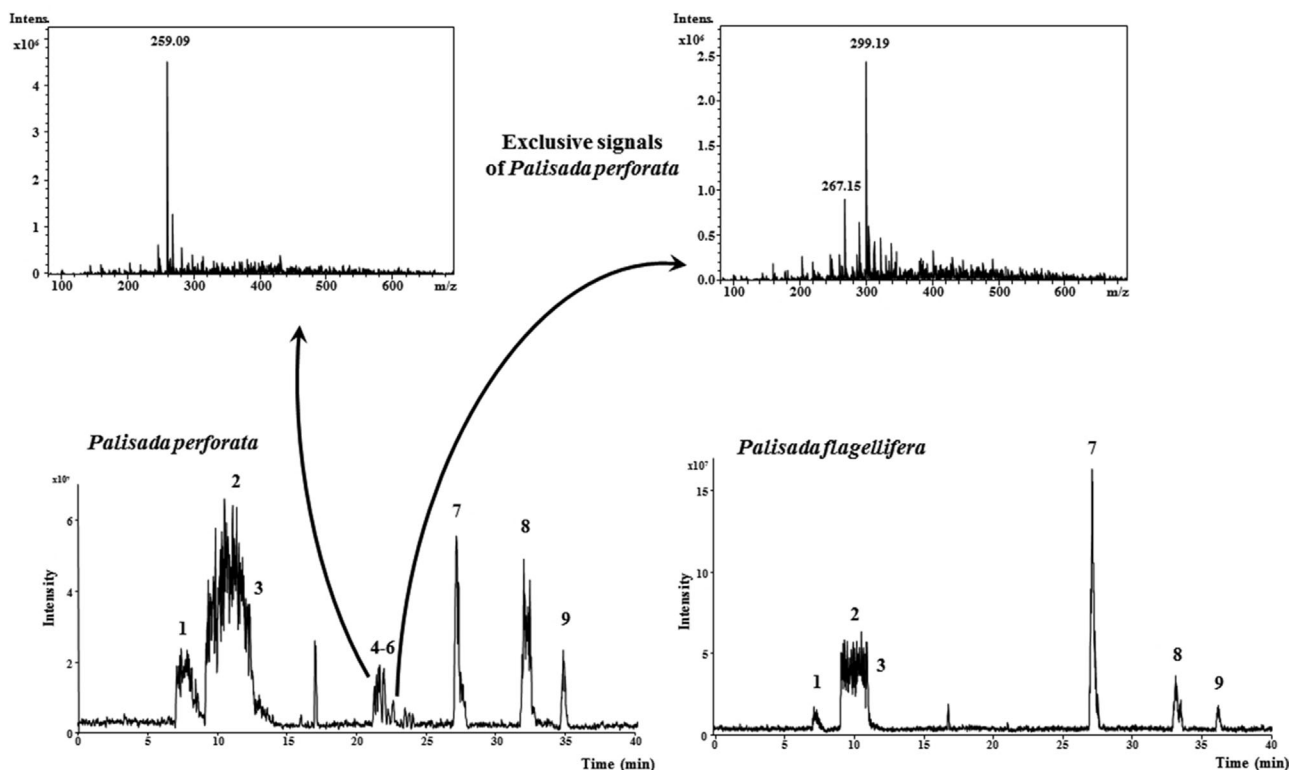 Intens.
x10⁶
259.09
4
3
2
1
0
100 200 300 400 500 600 m/z
Exclusive signals
of Palisada perforata
Intens.
x10⁶
299.19
2.5
2.0
1.5
267.15
1.0
0.5
0.0
100 200 300 400 500 600 m/z
Palisada perforata
6
4
2
0
Intensity
1
2
3
4-6
7
8
9
0 5 10 15 20 25 30 35 40
Time (min)
Palisada flagellifera
x10⁷
15
10
5
0
Intensity
1
2
3
7
8
9
0 5 10 15 20 25 30 35 40
Time (min)